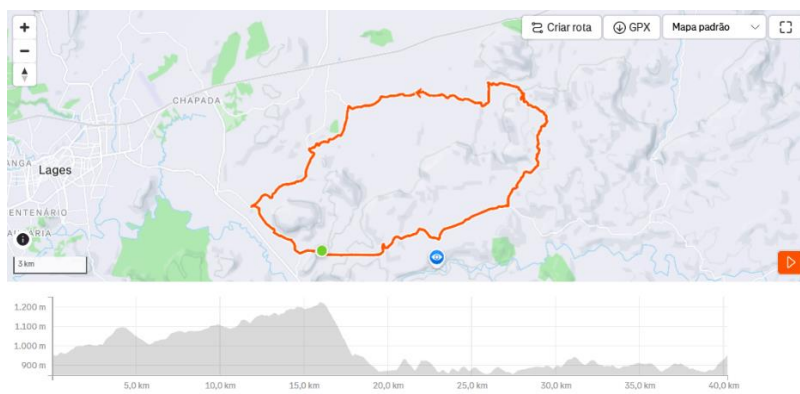 +
−
Criar rota
GPX
Mapa padrão
CHAPADA
Lages
ANGA
ENTENÁRIO
ARIA
i
3 km
1.200 m
1.100 m
1.000 m
900 m
5,0 km
10,0 km
15,0 km
20,0 km
25,0 km
30,0 km
35,0 km
40,0 km